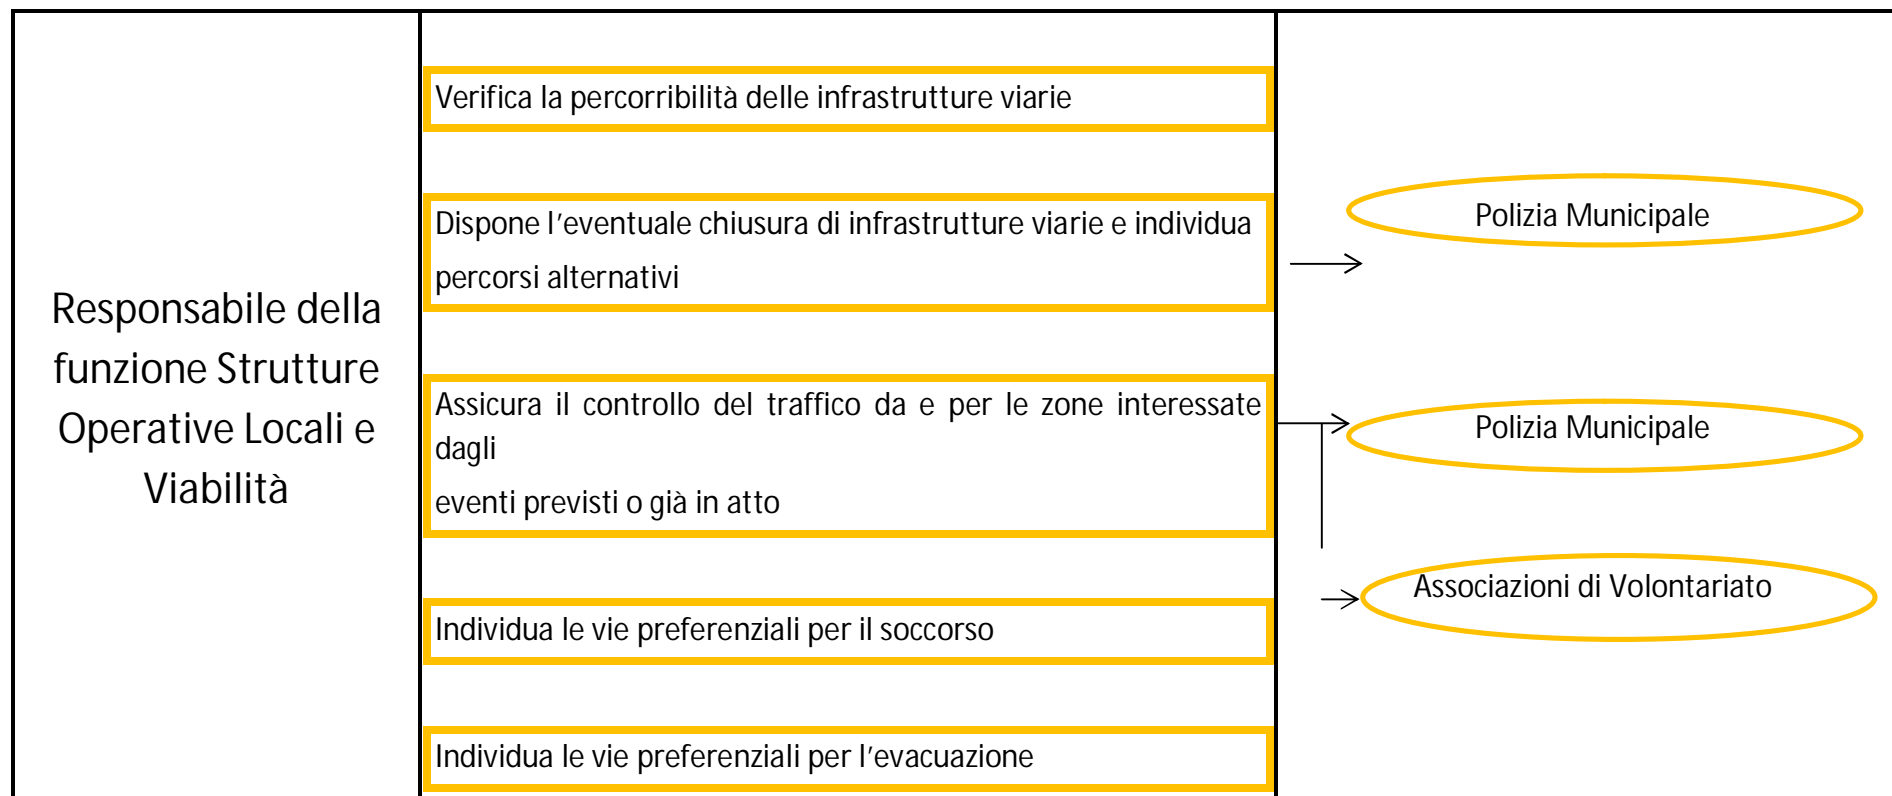 Responsabile della
funzione Strutture
Operative Locali e
Viabilità
Verifica la percorribilità delle infrastrutture viarie
Dispone l’eventuale chiusura di infrastrutture viarie e individua
percorsi alternativi
Assicura il controllo del traffico da e per le zone interessate
dagli
eventi previsti o già in atto
Individua le vie preferenziali per il soccorso
Individua le vie preferenziali per l’evacuazione
Polizia Municipale
Polizia Municipale
Associazioni di Volontariato